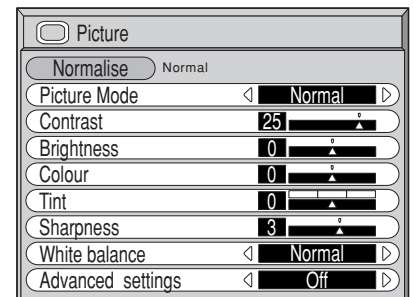 Picture
Normalise Normal
Picture Mode Normal
Contrast 25
Brightness 0
Colour 0
Tint 0
Sharpness 3
White balance Normal
Advanced settings Off